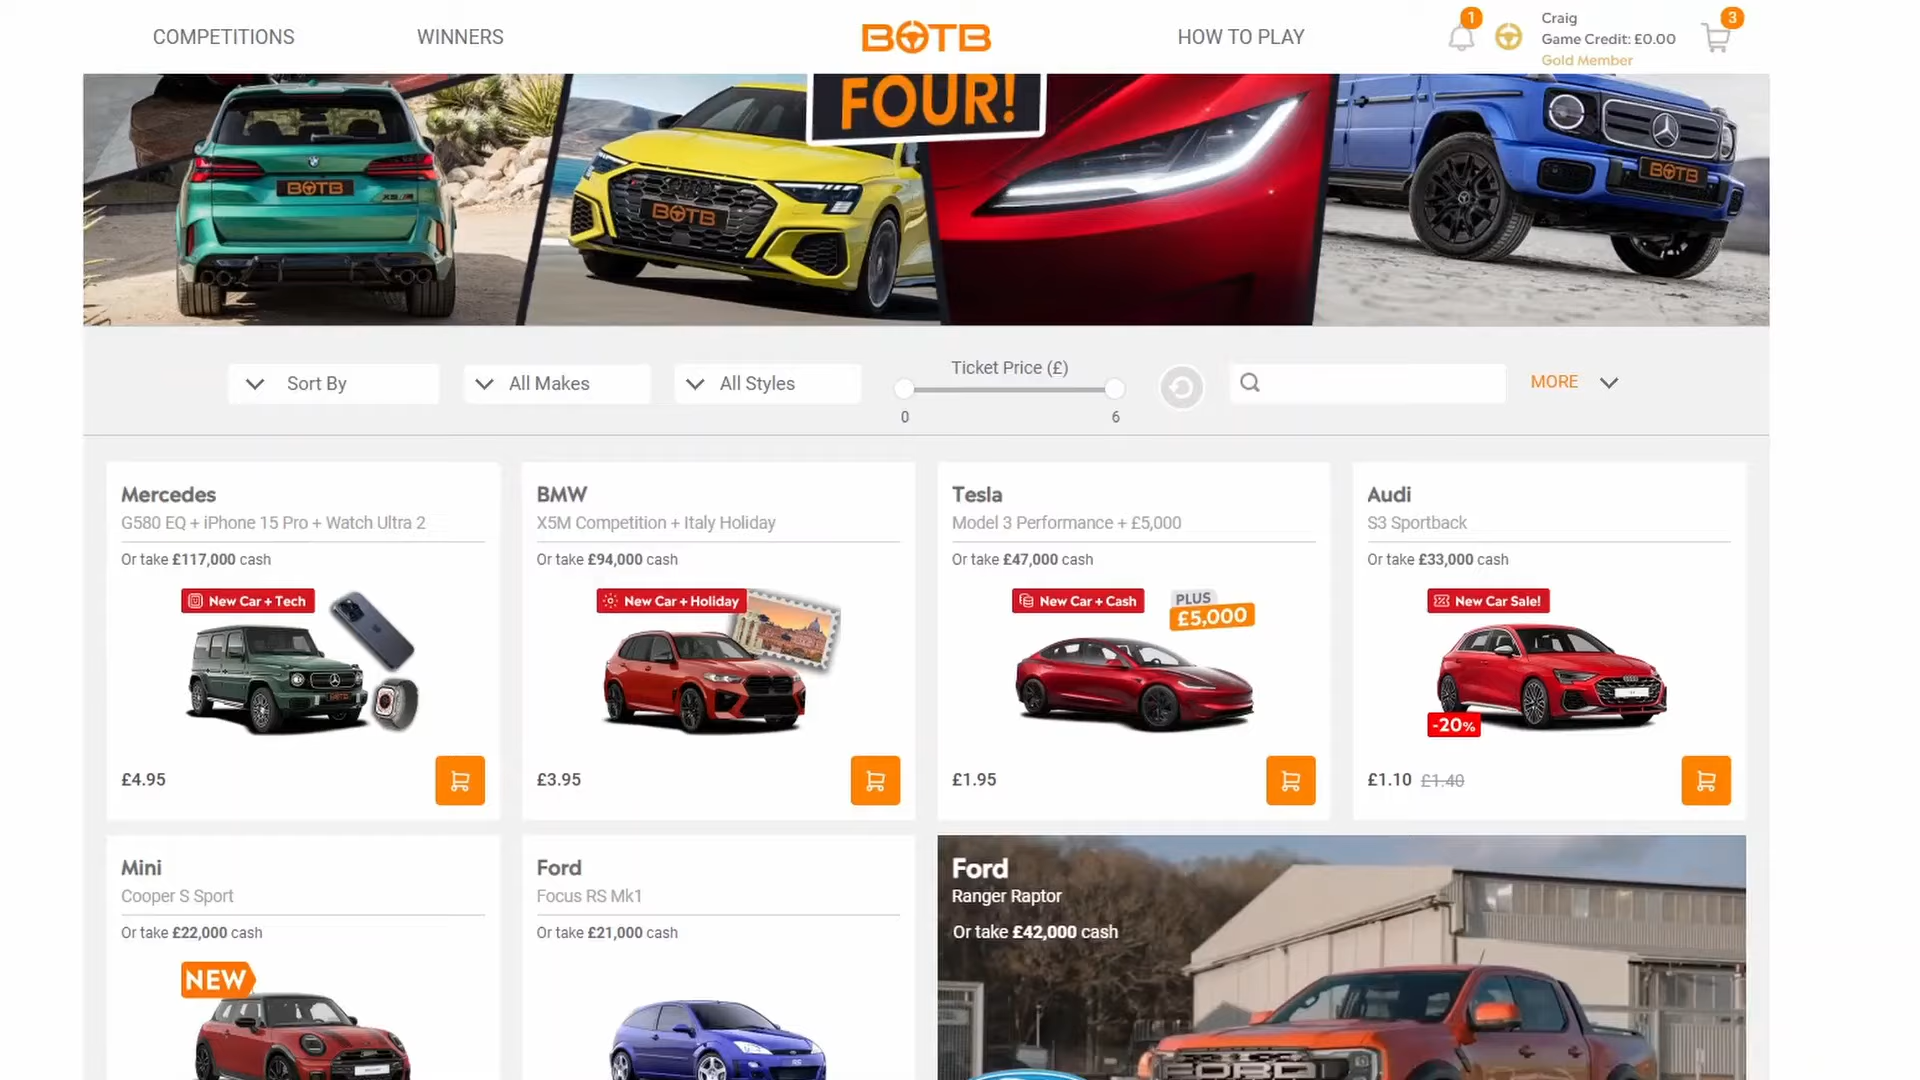 COMPETITIONS
WINNERS
BOTB
HOW TO PLAY
1
Craig
Game Credit: £0.00
Gold Member
3
FOUR!
BOTB
X5M
BOTB
BOTB
Sort By
All Makes
All Styles
Ticket Price (£)
0
6
MORE
Mercedes
G580 EQ + iPhone 15 Pro + Watch Ultra 2
Or take £117,000 cash
New Car + Tech
£4.95
BMW
X5M Competition + Italy Holiday
Or take £94,000 cash
New Car + Holiday
£3.95
Tesla
Model 3 Performance + £5,000
Or take £47,000 cash
New Car + Cash
PLUS
£5,000
£1.95
Audi
S3 Sportback
Or take £33,000 cash
New Car Sale!
-20%
£1.10 £1.40
Mini
Cooper S Sport
Or take £22,000 cash
NEW
Ford
Focus RS Mk1
Or take £21,000 cash
Ford
Ranger Raptor
Or take £42,000 cash
FORD